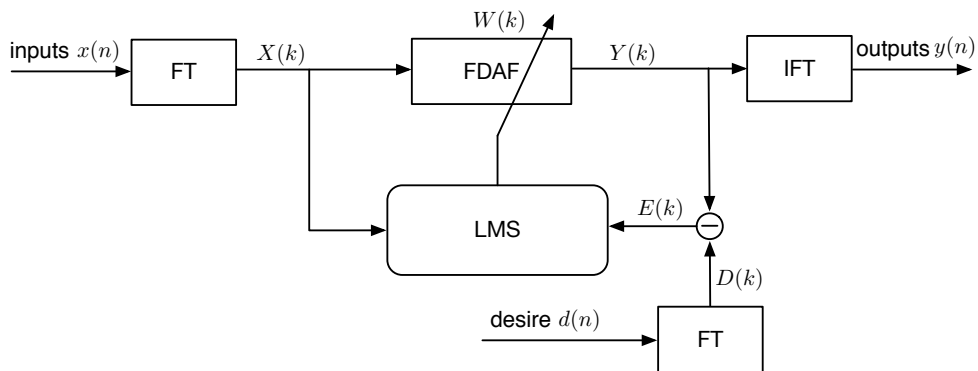 W(k)
inputs x(n)
X(k)
Y(k)
outputs y(n)
FT
FDAF
IFT
LMS
E(k)
−
D(k)
desire d(n)
FT